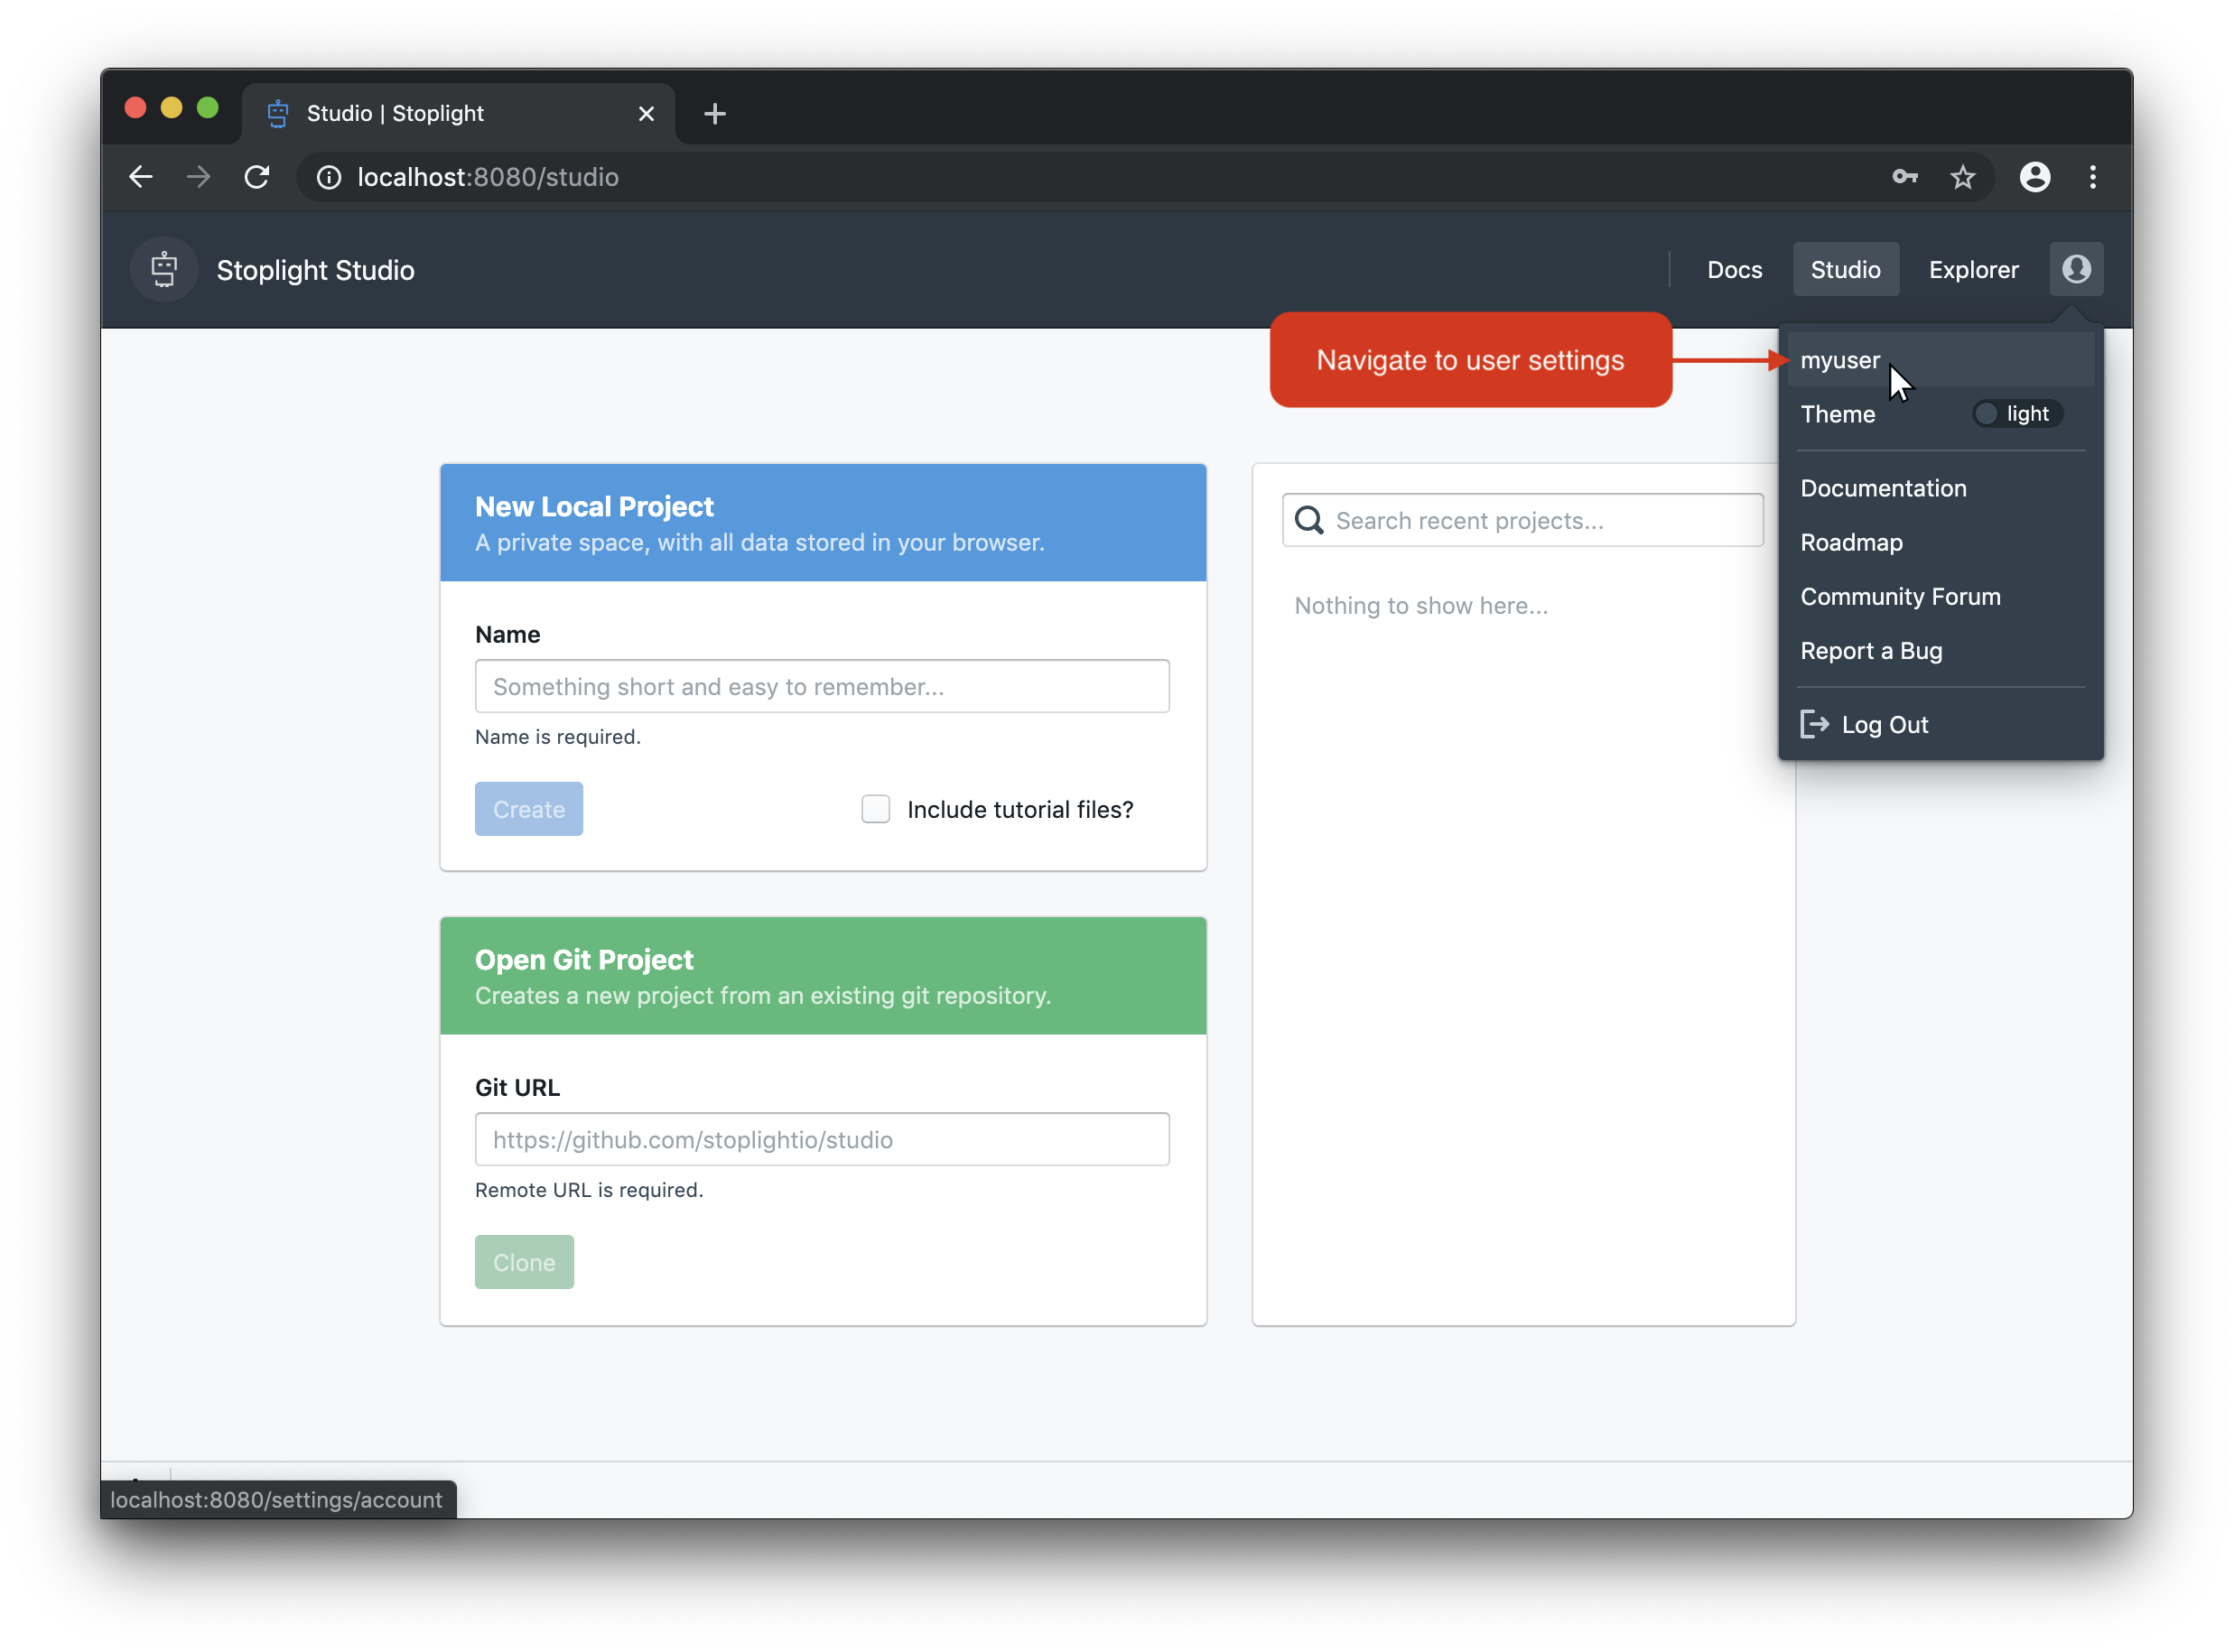 Studio | Stoplight
localhost:8080/studio
Stoplight Studio
Docs
Studio
Explorer
Navigate to user settings
myuser
Theme
light
Documentation
Roadmap
Community Forum
Report a Bug
Log Out
New Local Project
A private space, with all data stored in your browser.
Name
Something short and easy to remember...
Name is required.
Create
Include tutorial files?
Search recent projects...
Nothing to show here...
Open Git Project
Creates a new project from an existing git repository.
Git URL
https://github.com/stoplightio/studio
Remote URL is required.
Clone
localhost:8080/settings/account